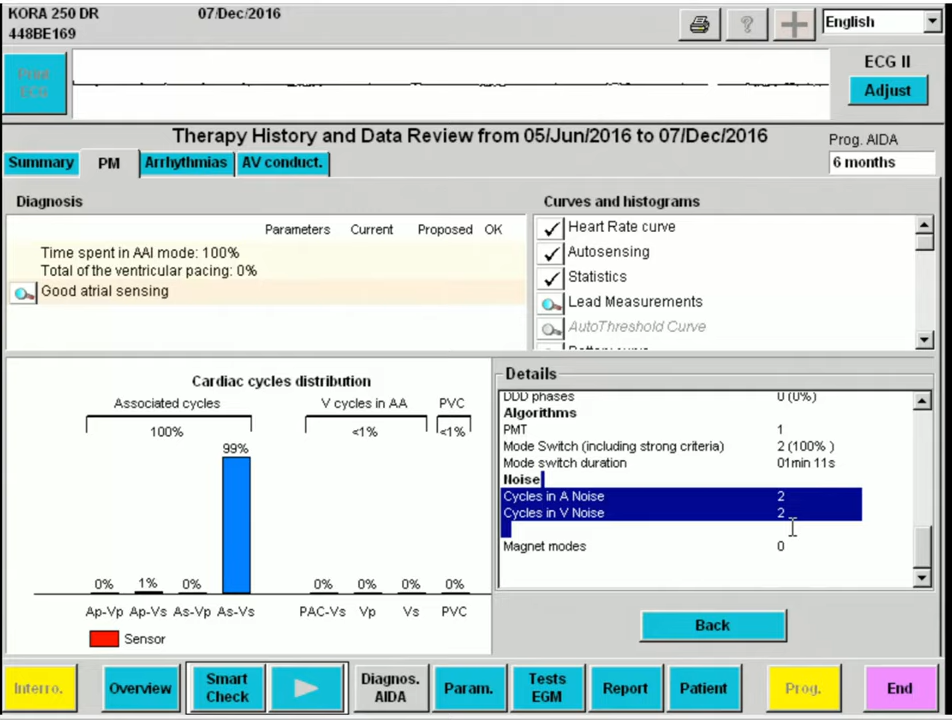 KORA 250 DR 07/Dec/2016
448BE169
English
ECG II
Adjust
Therapy History and Data Review from 05/Jun/2016 to 07/Dec/2016
Prog. AIDA
6 months
Summary PM Arrhythmias AV conduct.
Diagnosis
Parameters Current Proposed OK
Time spent in AAI mode: 100%
Total of the ventricular pacing: 0%
Good atrial sensing
Curves and histograms
Heart Rate curve
Autosensing
Statistics
Lead Measurements
AutoThreshold Curve
Cardiac cycles distribution
Associated cycles V cycles in AA PVC
100% <1% <1%
99%
0% 1% 0% 0% 0% 0% 0%
Ap-Vp Ap-Vs As-Vp As-Vs PAC-Vs Vp Vs PVC
Sensor
Details
DDD phases 0 (0%)
Algorithms
PMT 1
Mode Switch (including strong criteria) 2 (100% )
Mode switch duration 01min 11s
Noise
Cycles in A Noise 2
Cycles in V Noise 2
Magnet modes 0
Back
Interro. Overview Smart Check Diagnos. AIDA Param. Tests EGM Report Patient Prog. End